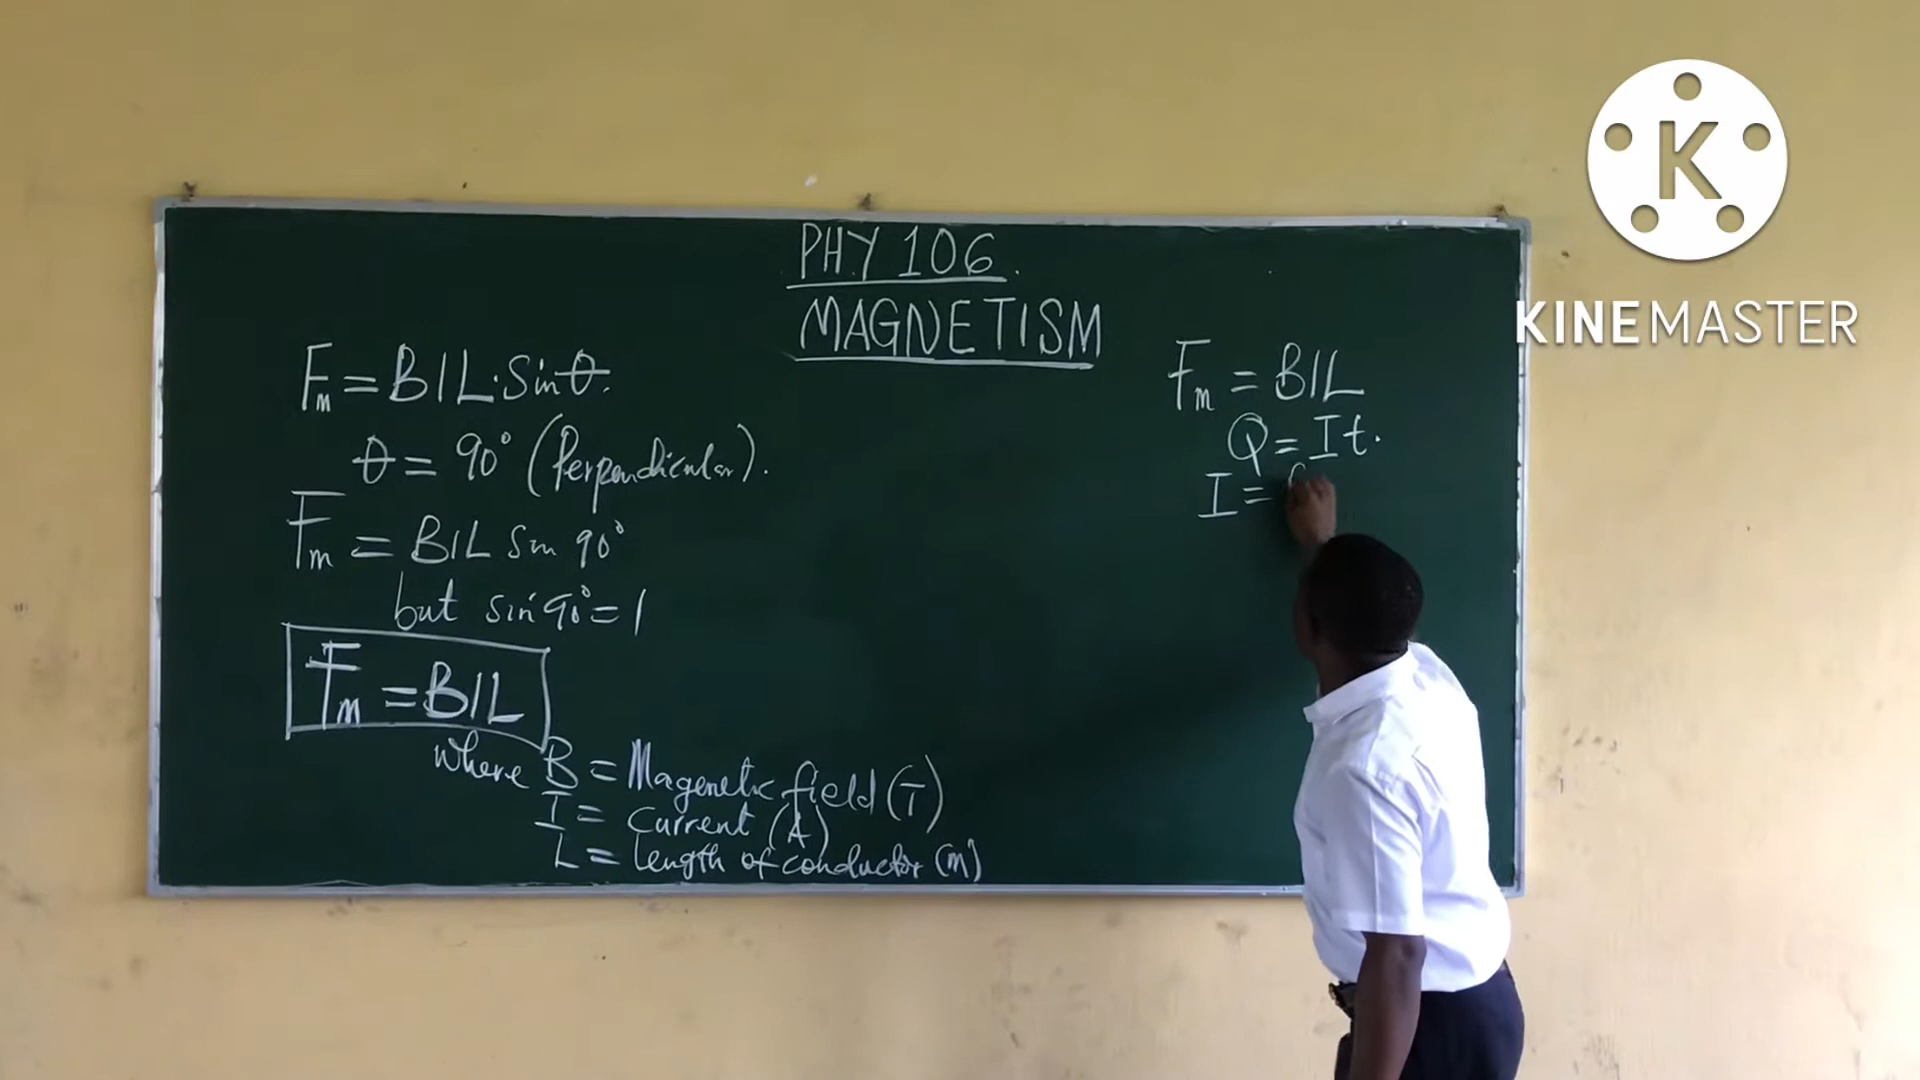 PHY 106.
MAGNETISM
Fm = BIL·Sinθ.
θ = 90° (Perpendicular).
Fm = BIL Sin 90°
but sin 90° = 1
Fm = BIL
where B = Magenetic field (T)
I = Current (A)
L = length of conductor (m)
Fm = BIL
Q = It.
I =
K
KINEMASTER